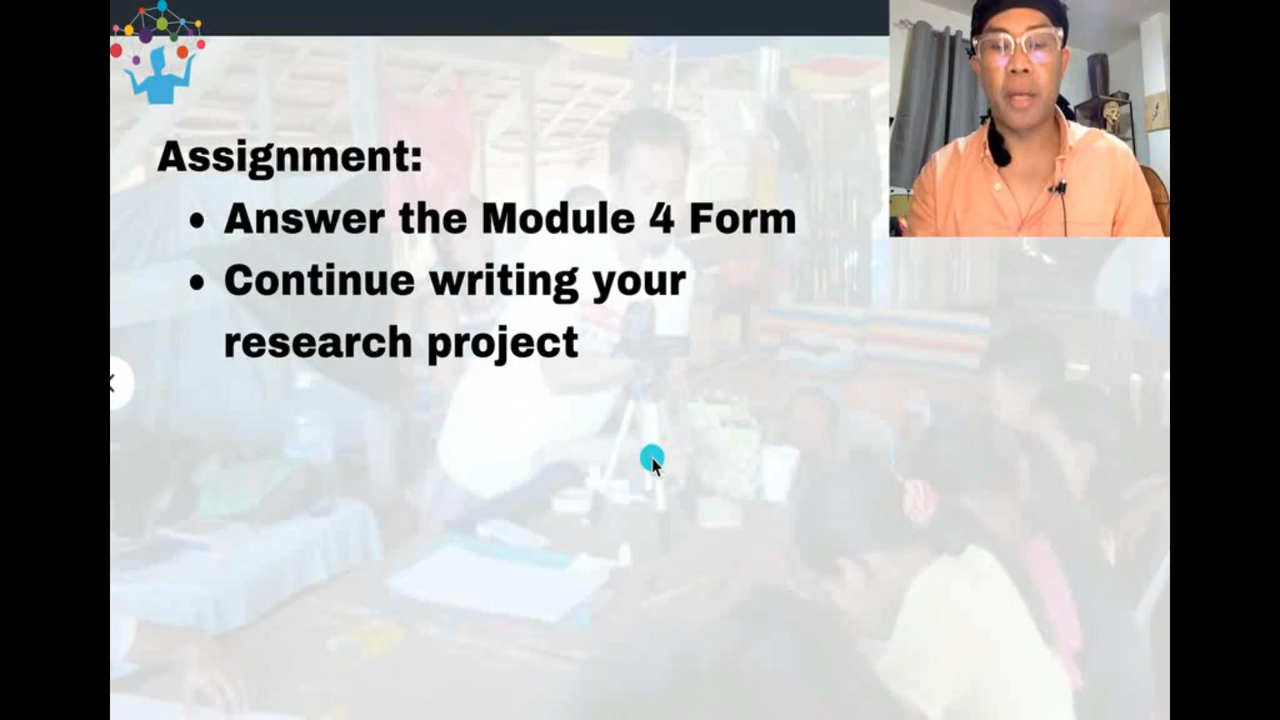 Assignment:
• Answer the Module 4 Form
• Continue writing your
research project